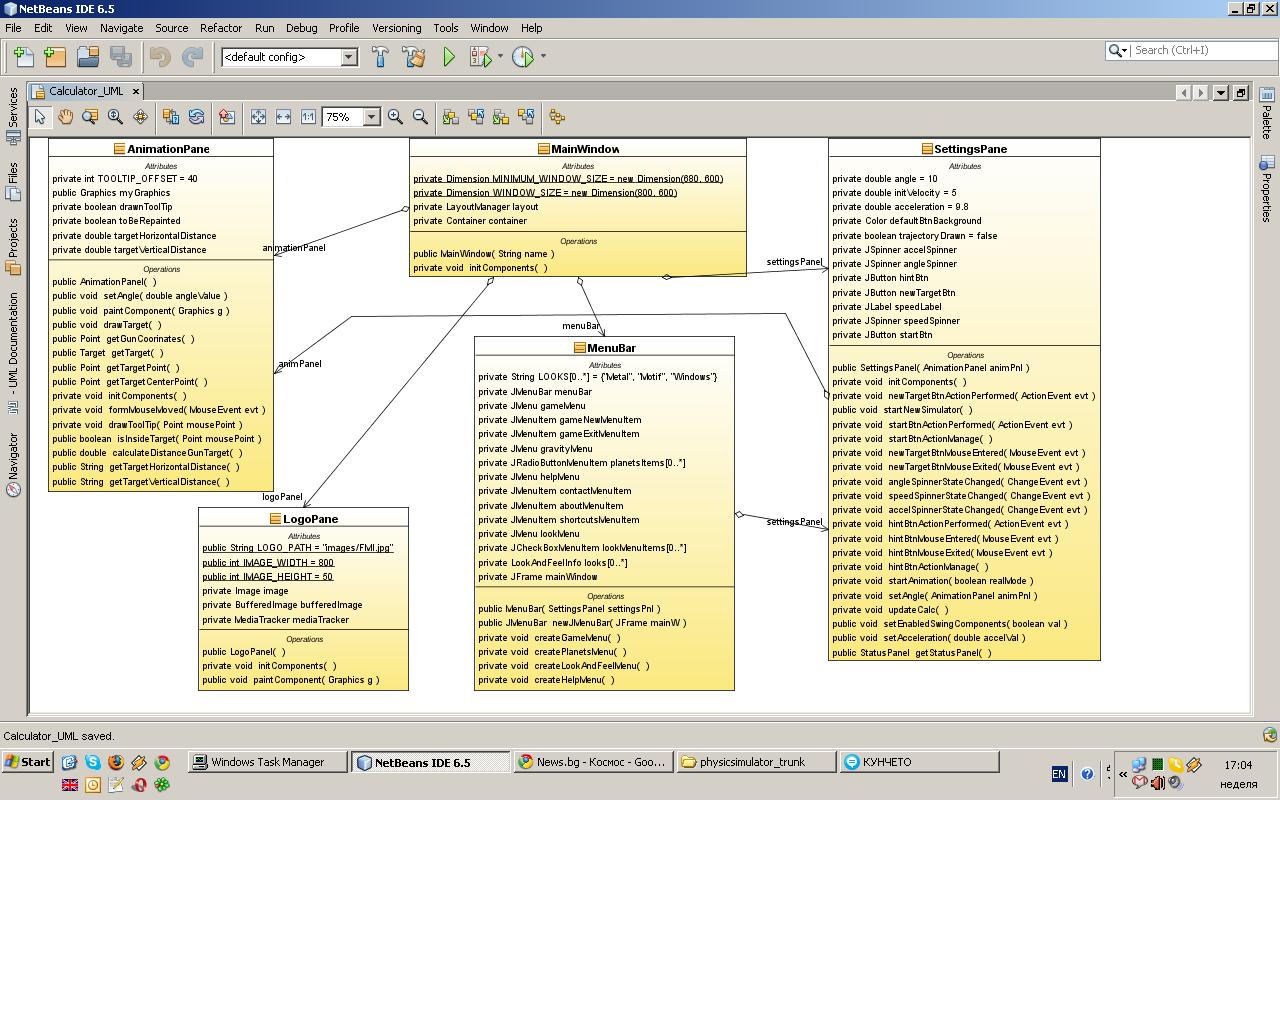 NetBeans IDE 6.5
File Edit View Navigate Source Refactor Run Debug Profile Versioning Tools Window Help
<default config>
Search (Ctrl+I)
Calculator_UML
75%
Services
Files
Projects
- UML Documentation
Navigator
Palette
Properties
AnimationPane
Attributes
private int TOOLTIP_OFFSET = 40
public Graphics myGraphics
private boolean drawnToolTip
private boolean toBeRepainted
private double targetHorizontalDistance
private double targetVerticalDistance
Operations
public AnimationPanel( )
public void setAngle( double angleValue )
public void paintComponent( Graphics g )
public void drawTarget( )
public Point getGunCoorinates( )
public Target getTarget( )
public Point getTargetPoint( )
public Point getTargetCenterPoint( )
private void initComponents( )
private void formMouseMoved( MouseEvent evt )
private void drawToolTip( Point mousePoint )
public boolean isInsideTarget( Point mousePoint )
public double calculateDistanceGunTarget( )
public String getTargetHorizontalDistance( )
public String getTargetVerticalDistance( )
MainWindow
Attributes
private Dimension MINIMUM_WINDOW_SIZE = new Dimension(680, 600)
private Dimension WINDOW_SIZE = new Dimension(800, 600)
private LayoutManager layout
private Container container
Operations
public MainWindow( String name )
private void initComponents( )
SettingsPane
Attributes
private double angle = 10
private double initVelocity = 5
private double acceleration = 9.8
private Color defaultBtnBackground
private boolean trajectoryDrawn = false
private JSpinner accelSpinner
private JSpinner angleSpinner
private JButton hintBtn
private JButton newTargetBtn
private JLabel speedLabel
private JSpinner speedSpinner
private JButton startBtn
Operations
public SettingsPanel( AnimationPanel animPnl )
private void initComponents( )
private void newTargetBtnActionPerformed( ActionEvent evt )
public void startNewSimulator( )
private void startBtnActionPerformed( ActionEvent evt )
private void startBtnActionManage( )
private void newTargetBtnMouseEntered( MouseEvent evt )
private void newTargetBtnMouseExited( MouseEvent evt )
private void angleSpinnerStateChanged( ChangeEvent evt )
private void speedSpinnerStateChanged( ChangeEvent evt )
private void accelSpinnerStateChanged( ChangeEvent evt )
private void hintBtnActionPerformed( ActionEvent evt )
private void hintBtnMouseEntered( MouseEvent evt )
private void hintBtnMouseExited( MouseEvent evt )
private void hintBtnActionManage( )
private void startAnimation( boolean realMode )
private void setAngle( AnimationPanel animPnl )
private void updateCalc( )
public void setEnabledSwingComponents( boolean val )
public void setAcceleration( double accelVal )
public StatusPanel getStatusPanel( )
animationPanel
settingsPanel
menuBar
animPanel
logoPanel
settingsPanel
MenuBar
Attributes
private String LOOKS[0..*] = {"Metal", "Motif", "Windows"}
private JMenuBar menuBar
private JMenu gameMenu
private JMenuItem gameNewMenuItem
private JMenuItem gameExitMenuItem
private JMenu gravityMenu
private JRadioButtonMenuItem planetsItems[0..*]
private JMenu helpMenu
private JMenuItem contactMenuItem
private JMenuItem aboutMenuItem
private JMenuItem shortcutsMenuItem
private JMenu lookMenu
private JCheckBoxMenuItem lookMenuItems[0..*]
private LookAndFeelInfo looks[0..*]
private JFrame mainWindow
Operations
public MenuBar( SettingsPanel settingsPnl )
public JMenuBar newJMenuBar( JFrame mainW )
private void createGameMenu( )
private void createPlanetsMenu( )
private void createLookAndFeelMenu( )
private void createHelpMenu( )
LogoPane
Attributes
public String LOGO_PATH = "images/FMI.jpg"
public int IMAGE_WIDTH = 800
public int IMAGE_HEIGHT = 50
private Image image
private BufferedImage bufferedImage
private MediaTracker mediaTracker
Operations
public LogoPanel( )
private void initComponents( )
public void paintComponent( Graphics g )
Calculator_UML saved.
Start
Windows Task Manager
NetBeans IDE 6.5
News.bg - Космос - Goo...
physicsimulator_trunk
КУНЧЕТО
EN
17:04
неделя